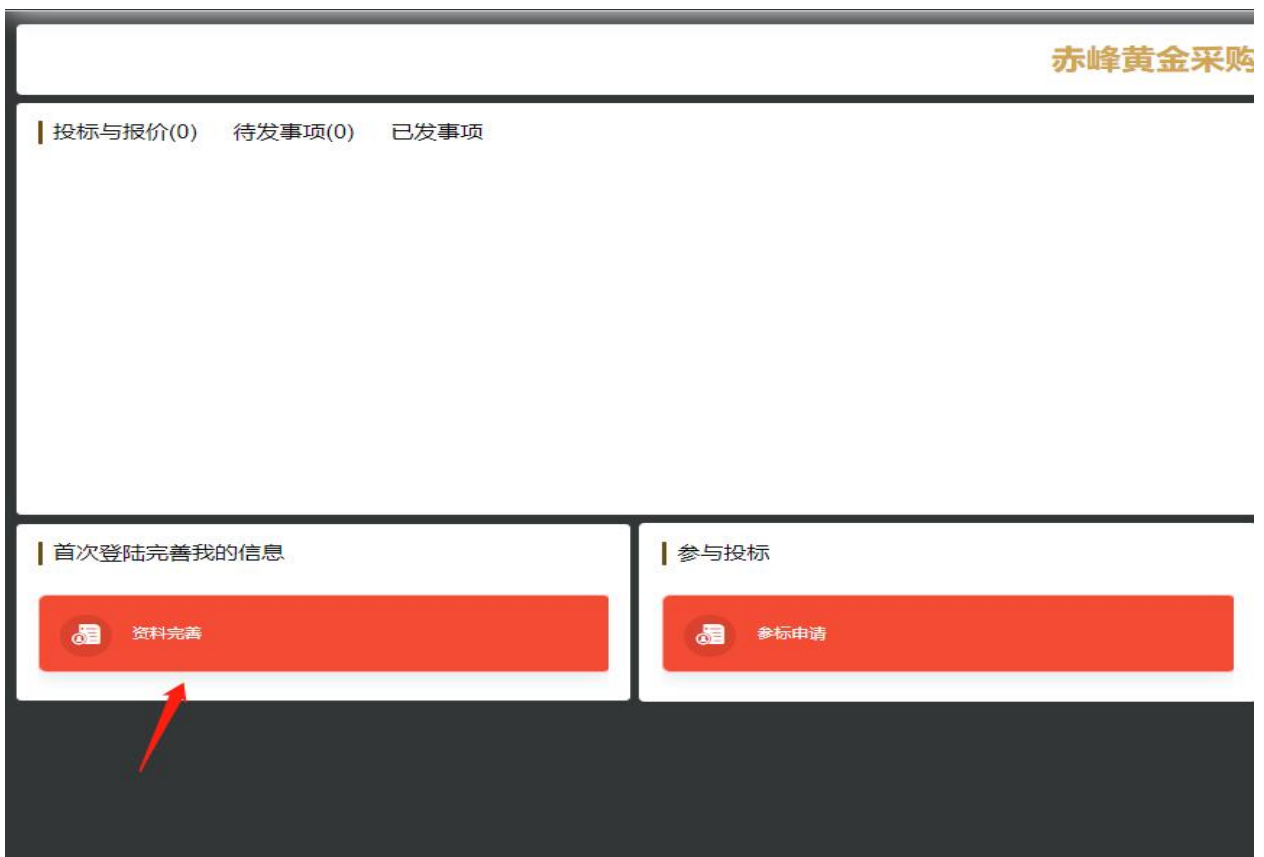 赤峰黄金采购
投标与报价(0) 待发事项(0) 已发事项
首次登陆完善我的信息 参与投标
资料完善 参标申请